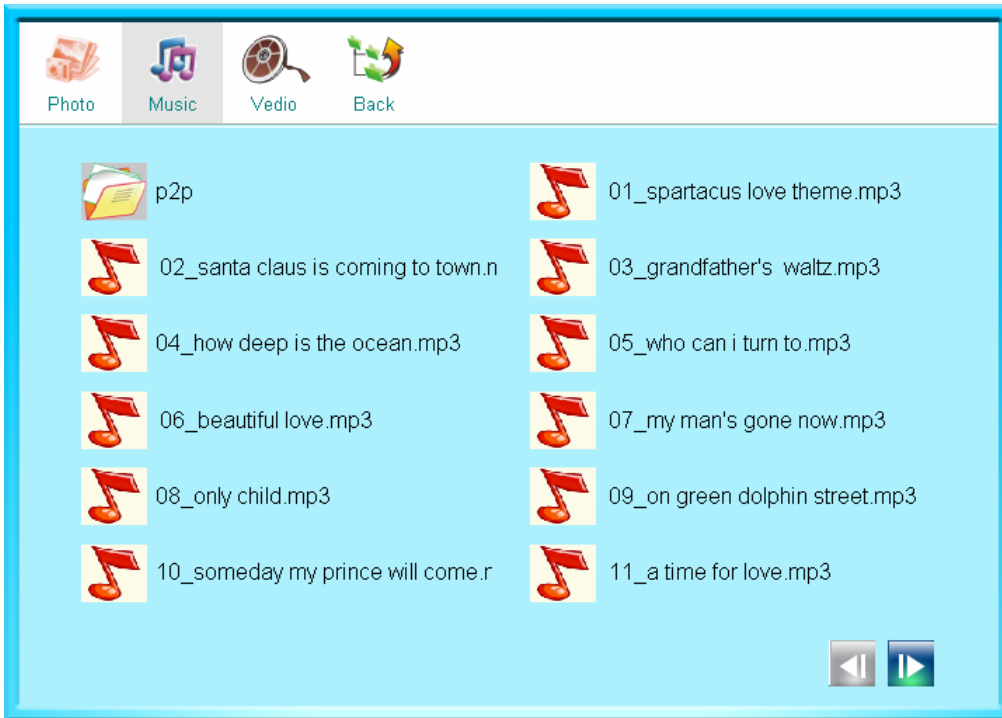 Photo Music Vedio Back
p2p 01_spartacus love theme.mp3
02_santa claus is coming to town.n 03_grandfather's waltz.mp3
04_how deep is the ocean.mp3 05_who can i turn to.mp3
06_beautiful love.mp3 07_my man's gone now.mp3
08_only child.mp3 09_on green dolphin street.mp3
10_someday my prince will come.r 11_a time for love.mp3